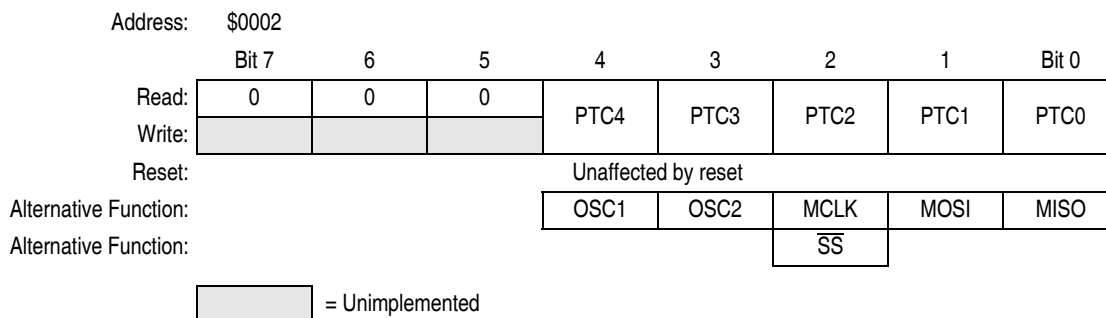 Address: $0002
Bit 7 6 5 4 3 2 1 Bit 0
Read: 0 0 0 PTC4 PTC3 PTC2 PTC1 PTC0
Write:
Reset: Unaffected by reset
Alternative Function: OSC1 OSC2 MCLK MOSI MISO
Alternative Function: S̅S̅
= Unimplemented